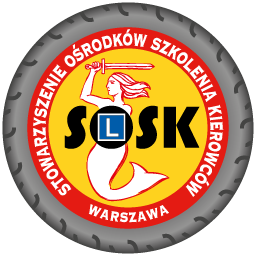 STOWARZYSZENIE OŚRODKÓW SZKOLENIA KIEROWCÓW
SOSK
L
WARSZAWA